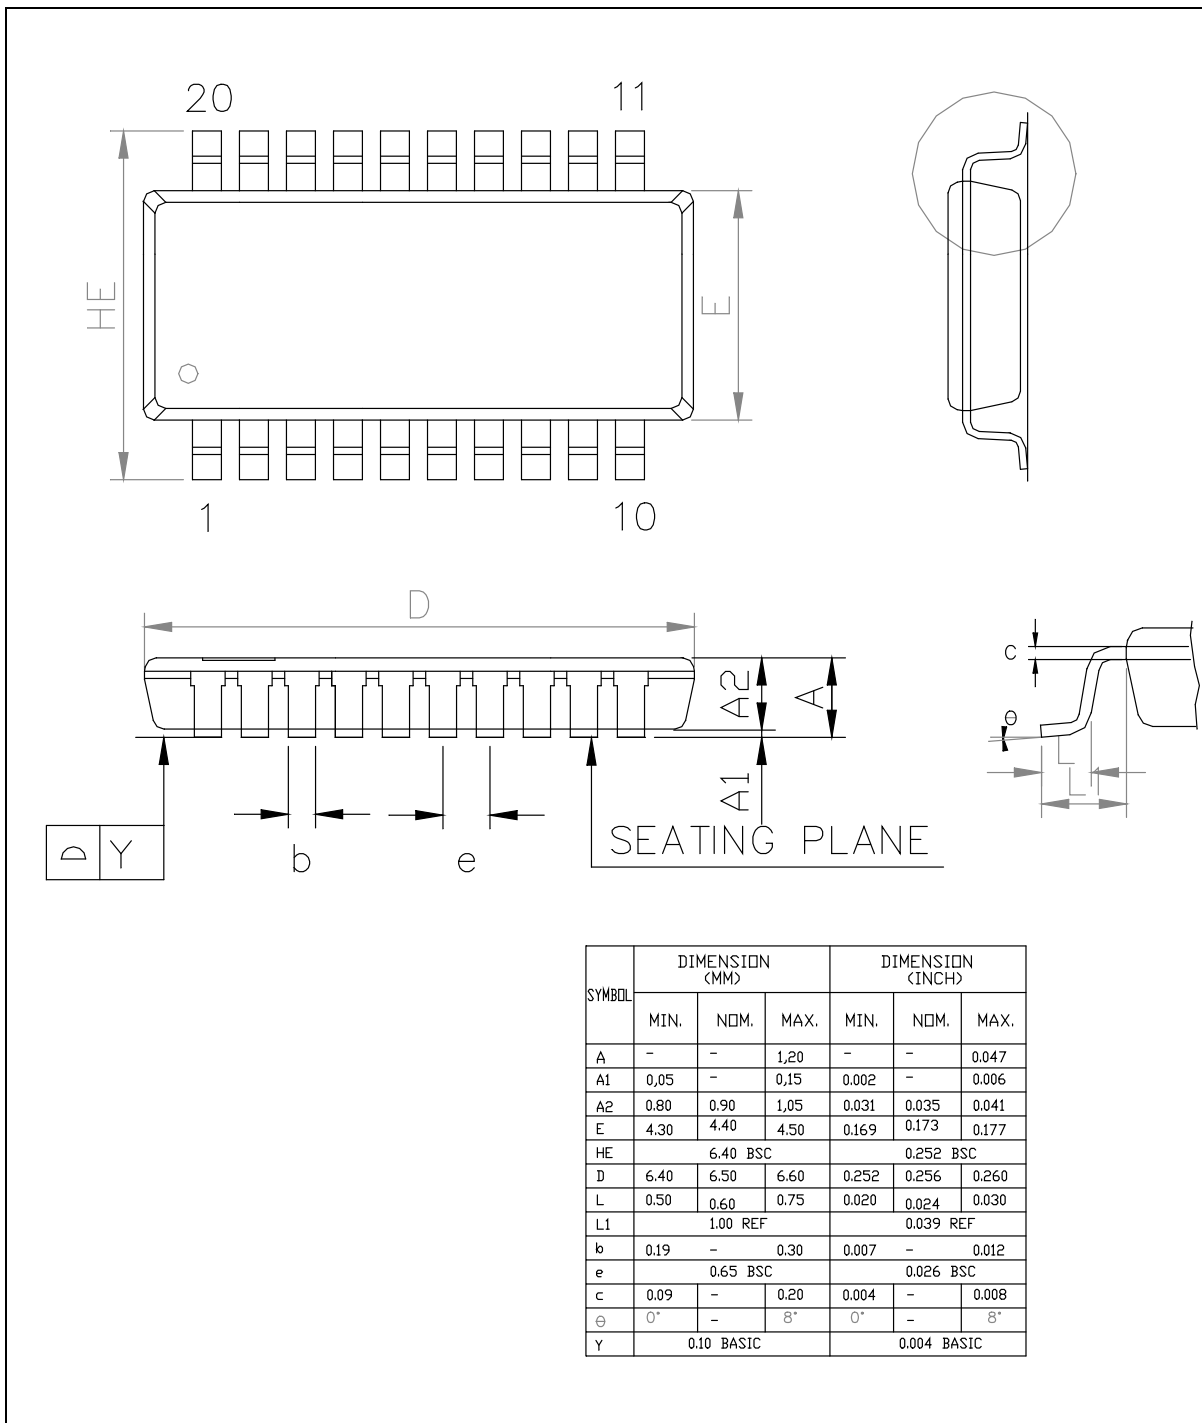 20 11
HE
E
1 10
D
A2
A
A1
C
θ
L
L
Y
b
e
SEATING PLANE
SYMBOL DIMENSION (MM) DIMENSION (INCH)
MIN. NOM. MAX. MIN. NOM. MAX.
A - - 1,20 - - 0.047
A1 0,05 - 0,15 0.002 - 0.006
A2 0.80 0.90 1,05 0.031 0.035 0.041
E 4.30 4.40 4.50 0.169 0.173 0.177
HE 6.40 BSC 0.252 BSC
D 6.40 6.50 6.60 0.252 0.256 0.260
L 0.50 0.60 0.75 0.020 0.024 0.030
L1 1.00 REF 0.039 REF
b 0.19 - 0.30 0.007 - 0.012
e 0.65 BSC 0.026 BSC
c 0.09 - 0.20 0.004 - 0.008
θ 0° - 8° 0° - 8°
Y 0.10 BASIC 0.004 BASIC